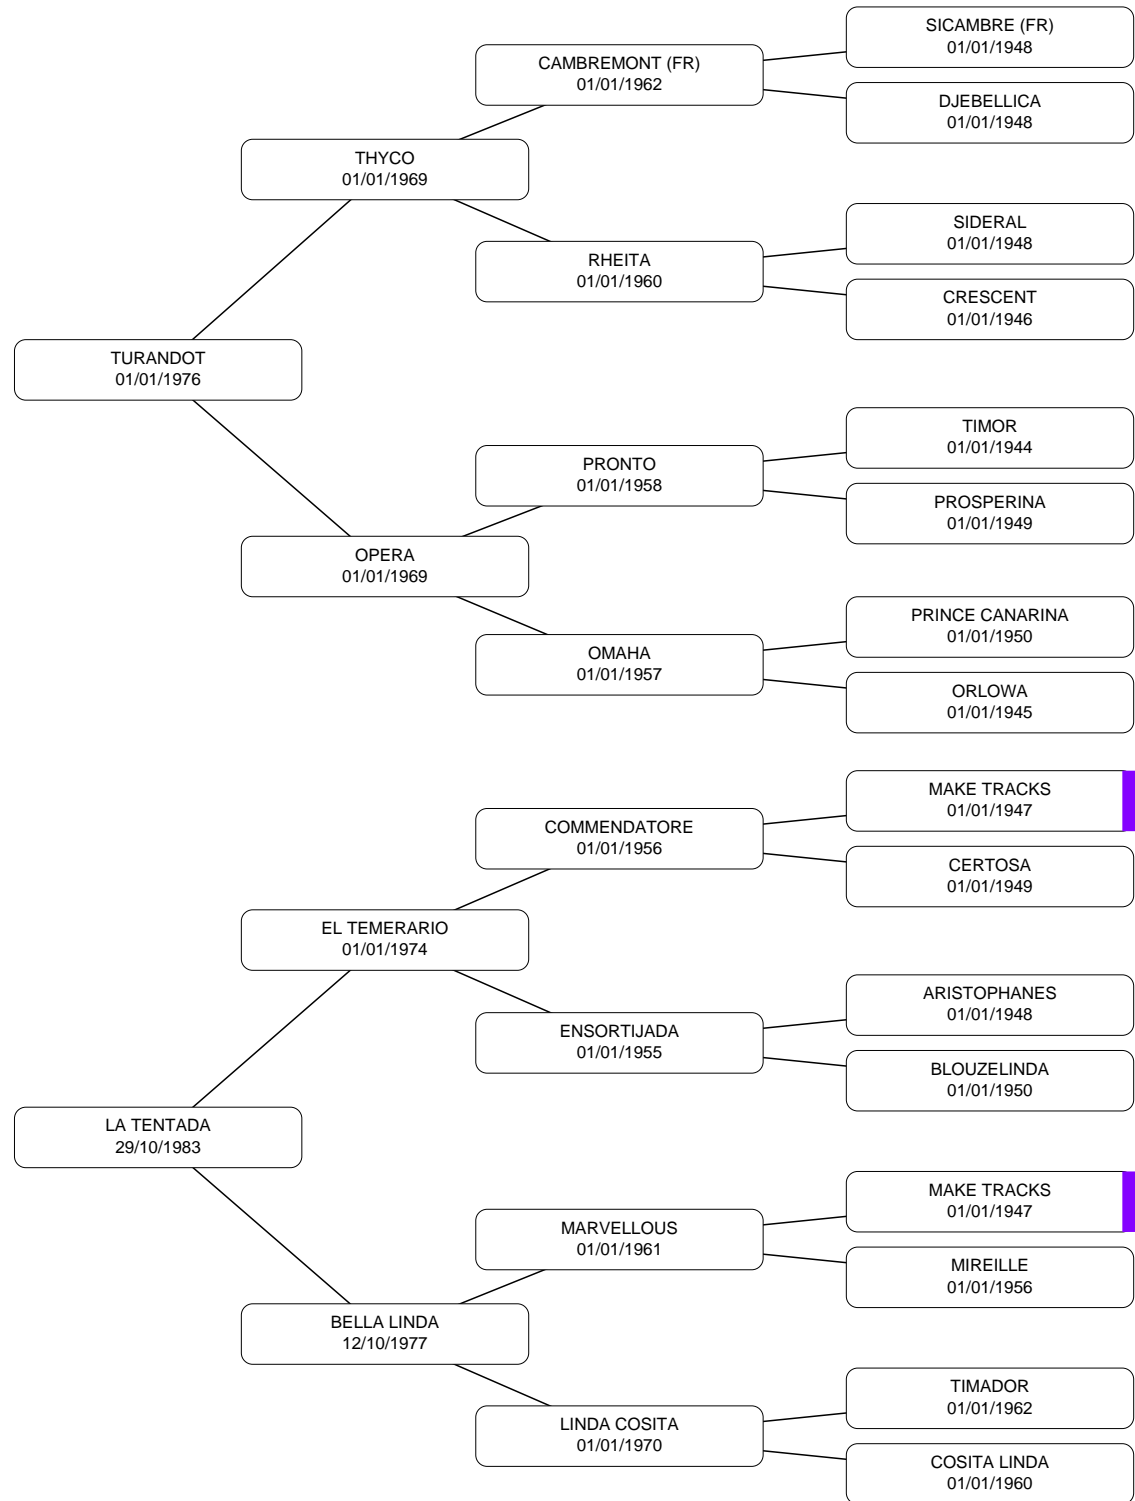 SICAMBRE (FR)
01/01/1948
CAMBREMONT (FR)
01/01/1962
DJEBELLICA
01/01/1948
THYCO
01/01/1969
SIDERAL
01/01/1948
RHEITA
01/01/1960
CRESCENT
01/01/1946
TURANDOT
01/01/1976
TIMOR
01/01/1944
PRONTO
01/01/1958
PROSPERINA
01/01/1949
OPERA
01/01/1969
PRINCE CANARINA
01/01/1950
OMAHA
01/01/1957
ORLOWA
01/01/1945
MAKE TRACKS
01/01/1947
COMMENDATORE
01/01/1956
CERTOSA
01/01/1949
EL TEMERARIO
01/01/1974
ARISTOPHANES
01/01/1948
ENSORTIJADA
01/01/1955
BLOUZELINDA
01/01/1950
LA TENTADA
29/10/1983
MAKE TRACKS
01/01/1947
MARVELLOUS
01/01/1961
MIREILLE
01/01/1956
BELLA LINDA
12/10/1977
TIMADOR
01/01/1962
LINDA COSITA
01/01/1970
COSITA LINDA
01/01/1960